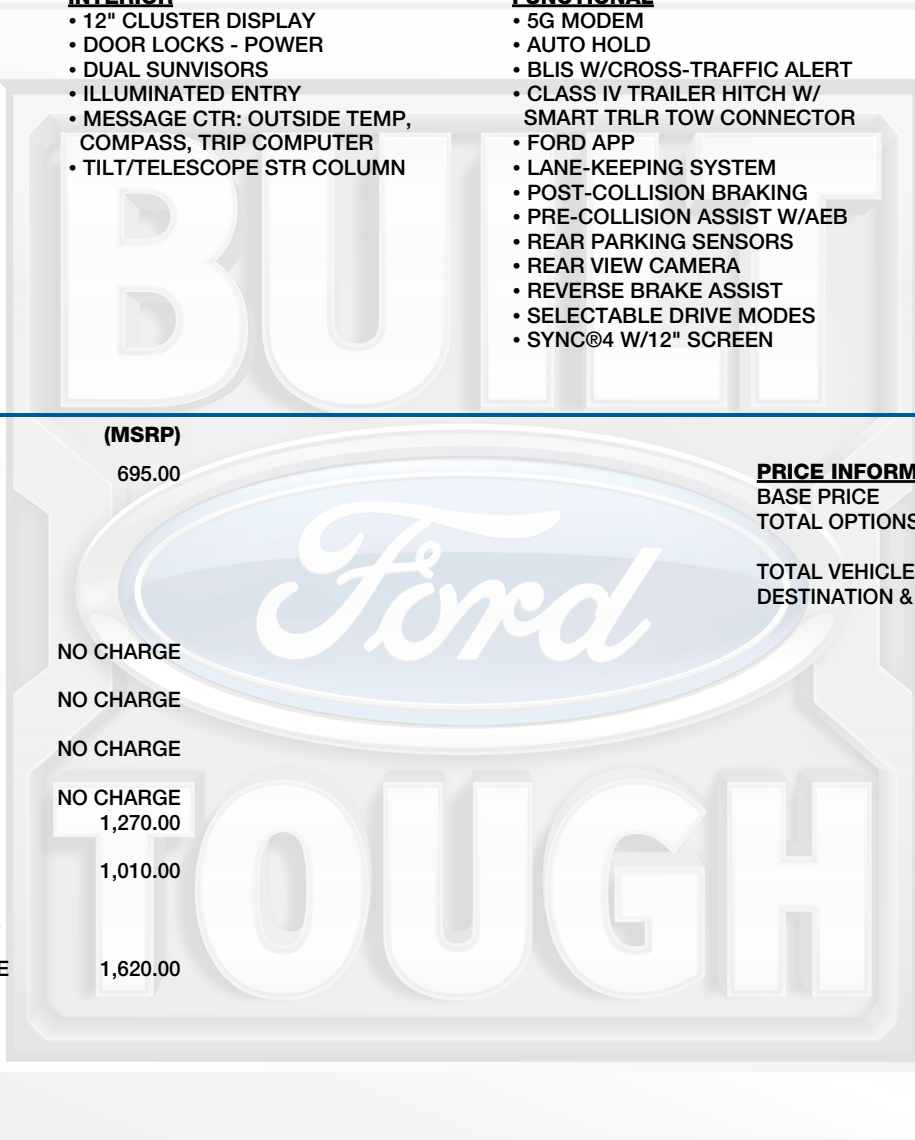 INTERIOR
• 12" CLUSTER DISPLAY
• DOOR LOCKS - POWER
• DUAL SUNVISORS
• ILLUMINATED ENTRY
• MESSAGE CTR: OUTSIDE TEMP,
COMPASS, TRIP COMPUTER
• TILT/TELESCOPE STR COLUMN
FUNCTIONAL
• 5G MODEM
• AUTO HOLD
• BLIS W/CROSS-TRAFFIC ALERT
• CLASS IV TRAILER HITCH W/
SMART TRLR TOW CONNECTOR
• FORD APP
• LANE-KEEPING SYSTEM
• POST-COLLISION BRAKING
• PRE-COLLISION ASSIST W/AEB
• REAR PARKING SENSORS
• REAR VIEW CAMERA
• REVERSE BRAKE ASSIST
• SELECTABLE DRIVE MODES
• SYNC®4 W/12" SCREEN
BUILT
Ford
TOUGH
(MSRP)
695.00
NO CHARGE
NO CHARGE
NO CHARGE
NO CHARGE
1,270.00
1,010.00
E 1,620.00
PRICE INFORM
BASE PRICE
TOTAL OPTIONS
TOTAL VEHICLE
DESTINATION &